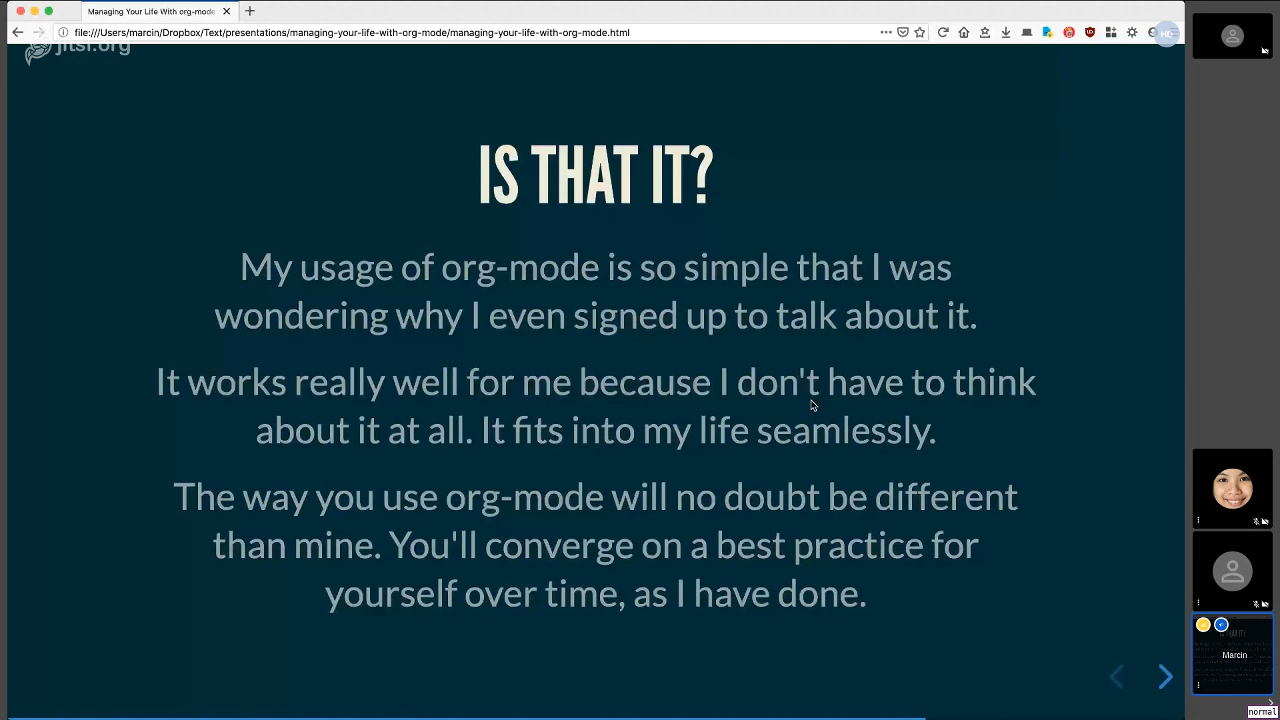 Managing Your Life With org-mode
file:///Users/marcin/Dropbox/Text/presentations/managing-your-life-with-org-mode/managing-your-life-with-org-mode.html
HD
jitsi.org
IS THAT IT?
My usage of org-mode is so simple that I was
wondering why I even signed up to talk about it.
It works really well for me because I don't have to think
about it at all. It fits into my life seamlessly.
The way you use org-mode will no doubt be different
than mine. You'll converge on a best practice for
yourself over time, as I have done.
IS THAT IT?
Marcin
normal